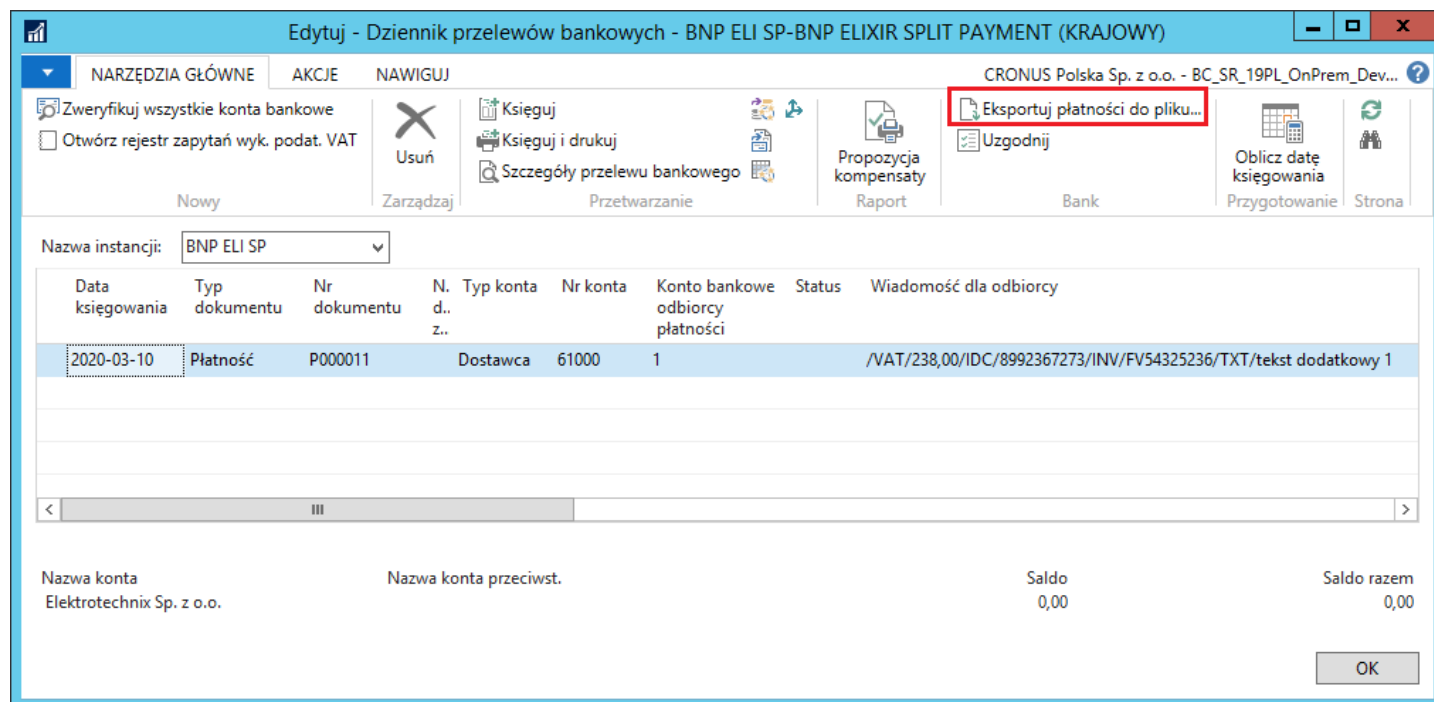 Edytuj - Dziennik przelewów bankowych - BNP ELI SP-BNP ELIXIR SPLIT PAYMENT (KRAJOWY)
NARZĘDZIA GŁÓWNE AKCJE NAWIGUJ CRONUS Polska Sp. z o.o. - BC_SR_19PL_OnPrem_Dev...
Zweryfikuj wszystkie konta bankowe
Otwórz rejestr zapytań wyk. podat. VAT
Nowy
Usuń
Zarządzaj
Księguj
Księguj i drukuj
Szczegóły przelewu bankowego
Przetwarzanie
Propozycja
kompensaty
Raport
Eksportuj płatności do pliku...
Uzgodnij
Bank
Oblicz datę
księgowania
Przygotowanie
Strona
Nazwa instancji: BNP ELI SP
Data Typ Nr N. Typ konta Nr konta Konto bankowe Status Wiadomość dla odbiorcy
księgowania dokumentu dokumentu d.. odbiorcy
z.. płatności
2020-03-10 Płatność P000011 Dostawca 61000 1 /VAT/238,00/IDC/8992367273/INV/FV54325236/TXT/tekst dodatkowy 1
Nazwa konta Nazwa konta przeciwst. Saldo Saldo razem
Elektrotechnix Sp. z o.o. 0,00 0,00
OK